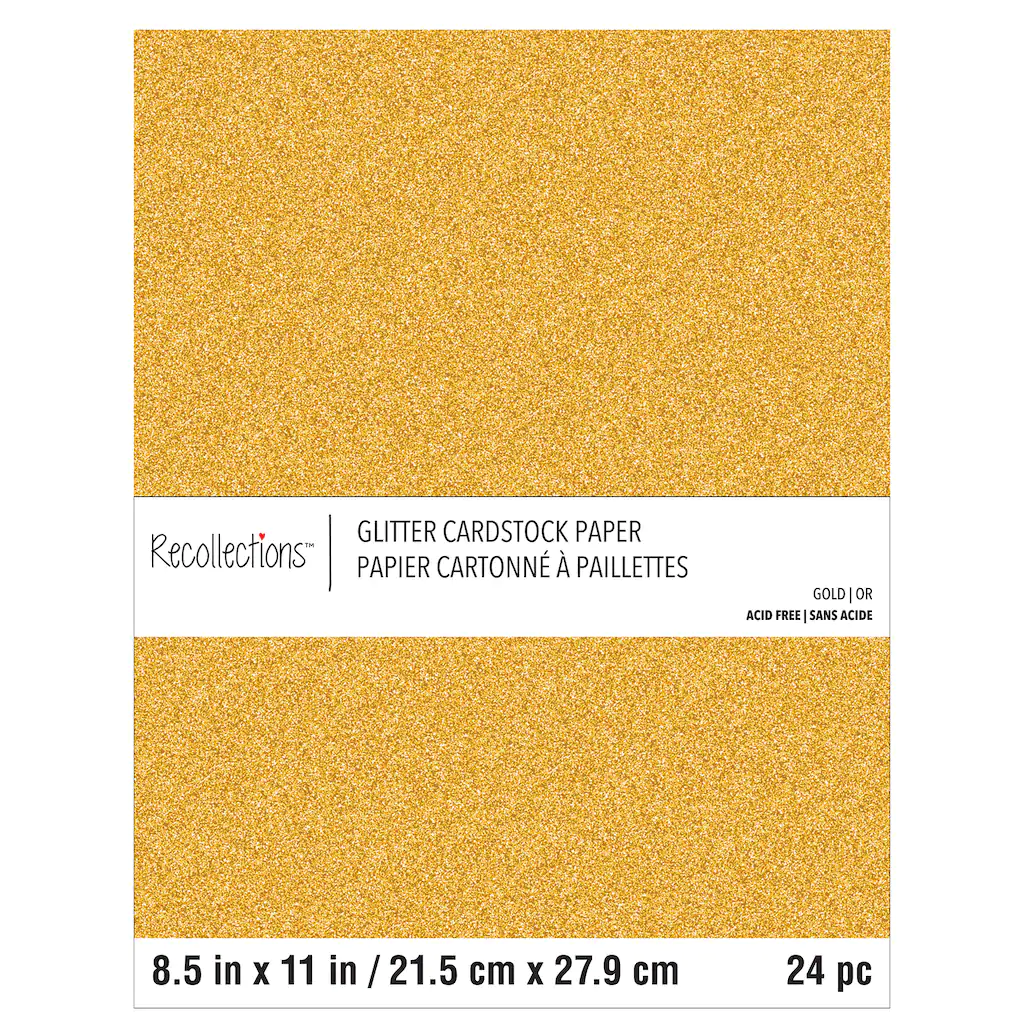 Recollections™
GLITTER CARDSTOCK PAPER
PAPIER CARTONNÉ À PAILLETTES
GOLD | OR
ACID FREE | SANS ACIDE
8.5 in x 11 in / 21.5 cm x 27.9 cm
24 pc